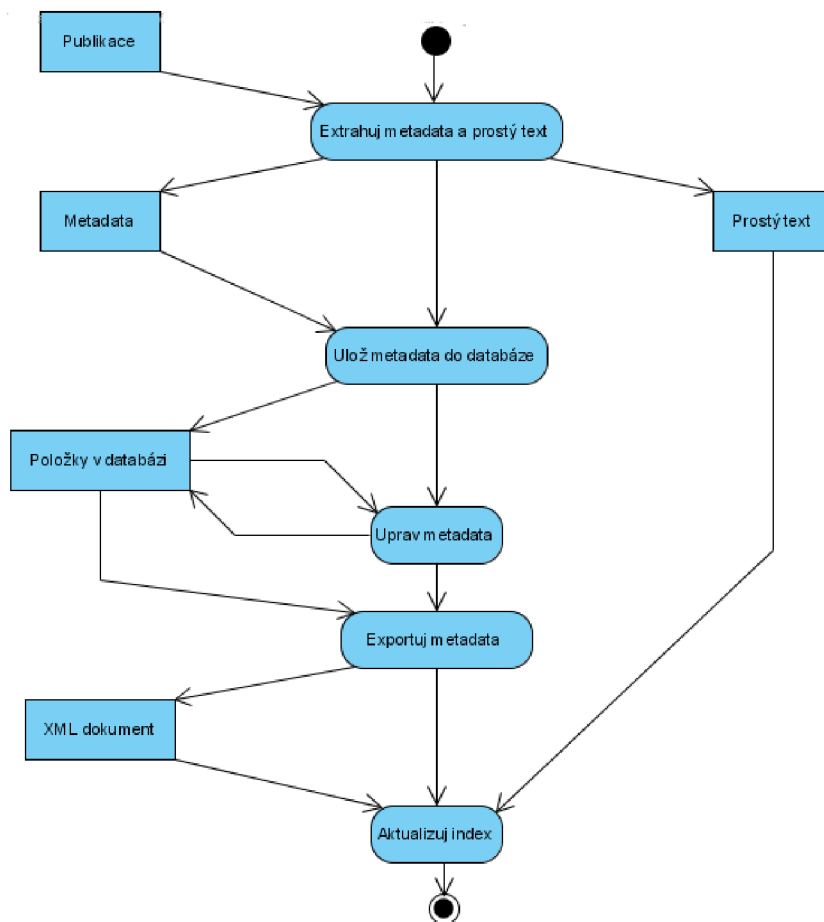 Publikace
Extrahuj metadata a prostý text
Metadata
Prostý text
Ulož metadata do databáze
Položky v databázi
Uprav metadata
Exportuj metadata
XML dokument
Aktualizuj index